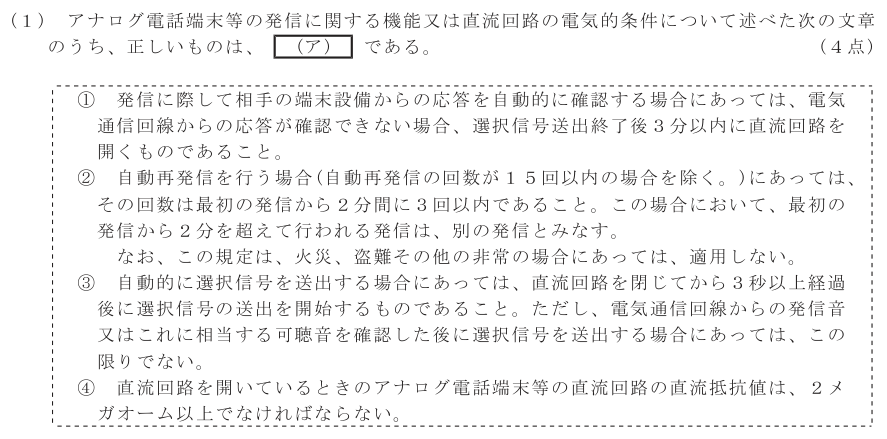 (1) アナログ電話端末等の発信に関する機能又は直流回路の電気的条件について述べた次の文章
のうち、正しいものは、 (ア) である。 (4点)
① 発信に際して相手の端末設備からの応答を自動的に確認する場合にあっては、電気
通信回線からの応答が確認できない場合、選択信号送出終了後3分以内に直流回路を
開くものであること。
② 自動再発信を行う場合(自動再発信の回数が15回以内の場合を除く。)にあっては、
その回数は最初の発信から2分間に3回以内であること。この場合において、最初の
発信から2分を超えて行われる発信は、別の発信とみなす。
なお、この規定は、火災、盗難その他の非常の場合にあっては、適用しない。
③ 自動的に選択信号を送出する場合にあっては、直流回路を閉じてから3秒以上経過
後に選択信号の送出を開始するものであること。ただし、電気通信回線からの発信音
又はこれに相当する可聴音を確認した後に選択信号を送出する場合にあっては、この
限りでない。
④ 直流回路を開いているときのアナログ電話端末等の直流回路の直流抵抗値は、2メ
ガオーム以上でなければならない。